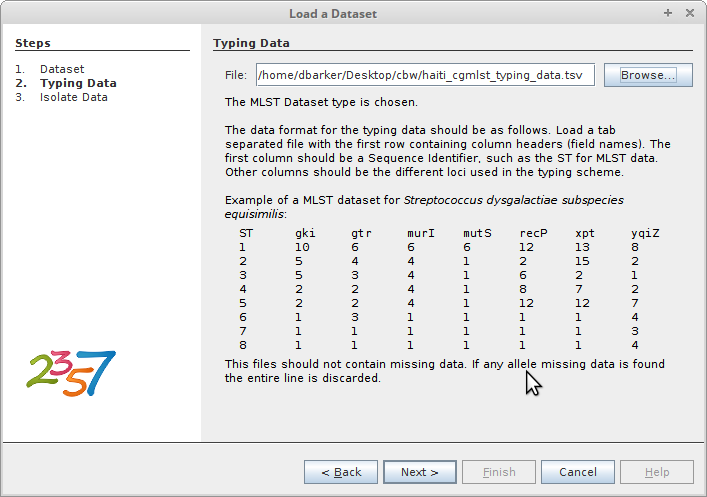 Load a Dataset
Steps
1. Dataset
2. Typing Data
3. Isolate Data
Typing Data
File: /home/dbarker/Desktop/cbw/haiti_cgmlst_typing_data.tsv Browse...
The MLST Dataset type is chosen.
The data format for the typing data should be as follows. Load a tab
separated file with the first row containing column headers (field names). The
first column should be a Sequence Identifier, such as the ST for MLST data.
Other columns should be the different loci used in the typing scheme.
Example of a MLST dataset for Streptococcus dysgalactiae subspecies
equisimilis:
ST gki gtr murI mutS recP xpt yqiZ
1 10 6 6 6 12 13 8
2 5 4 4 1 2 15 2
3 5 3 4 1 6 2 1
4 2 2 4 1 8 7 2
5 2 2 4 1 12 12 7
6 1 3 1 1 1 1 4
7 1 1 1 1 1 1 3
8 1 1 1 1 1 1 4
This files should not contain missing data. If any allele missing data is found
the entire line is discarded.
2357
< Back Next > Finish Cancel Help